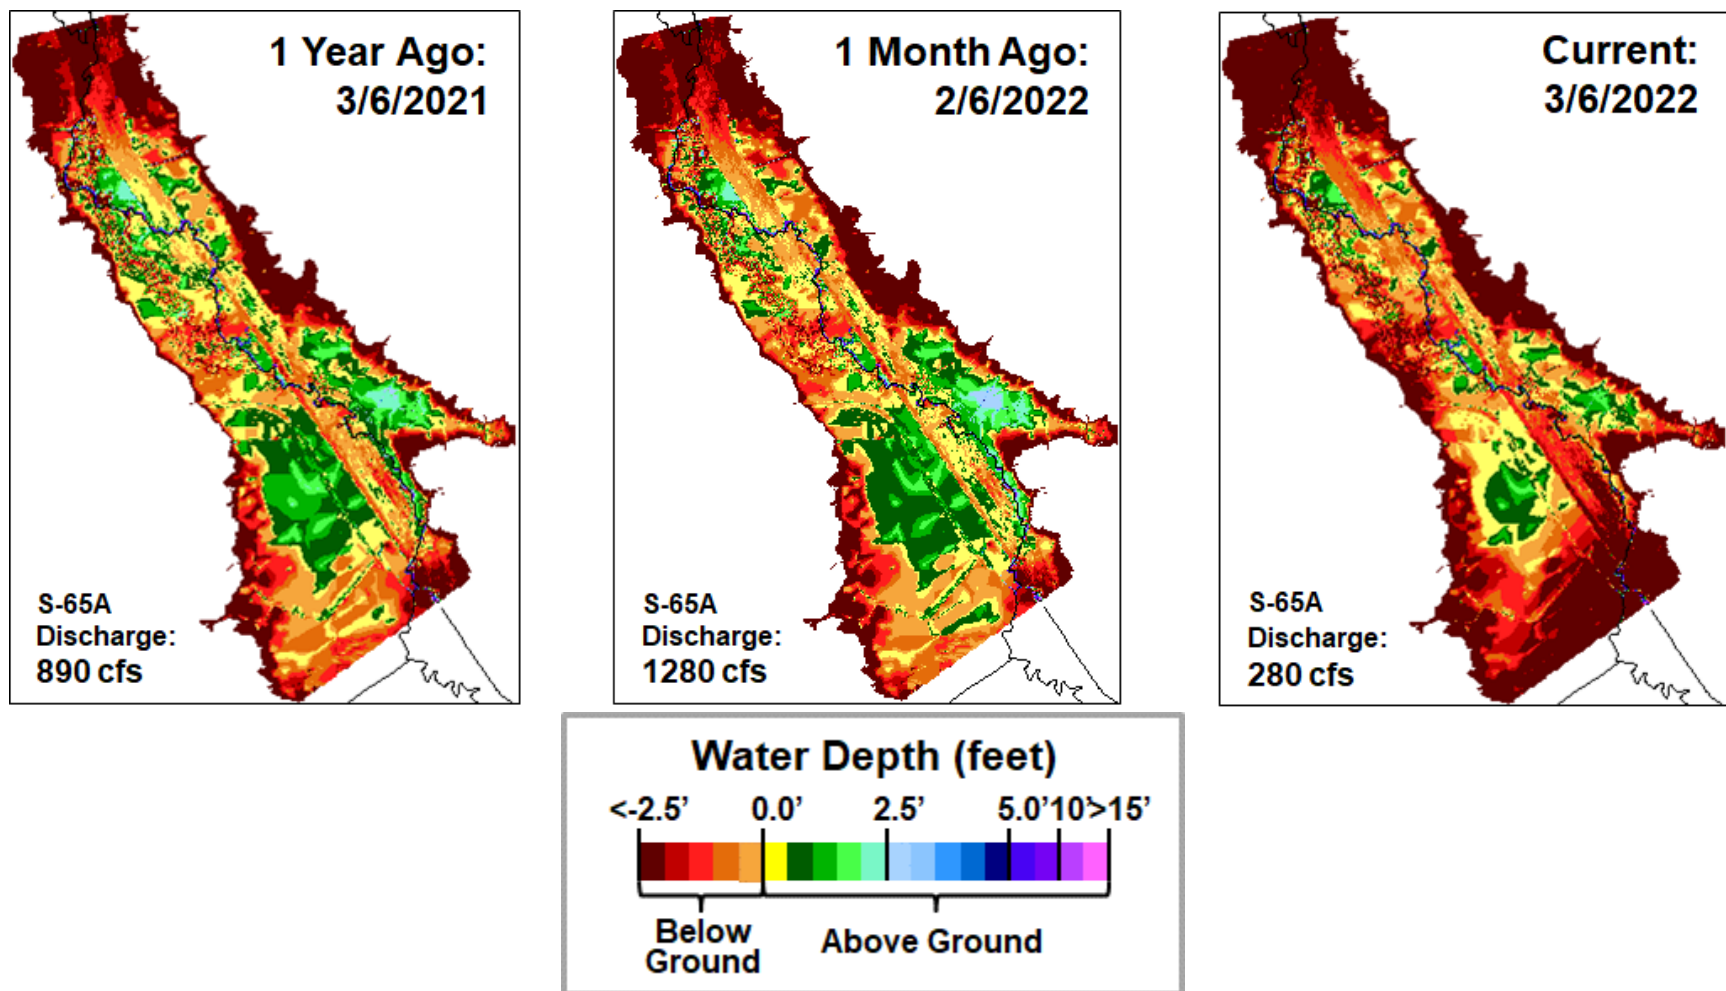 1 Year Ago:
3/6/2021
S-65A
Discharge:
890 cfs
1 Month Ago:
2/6/2022
S-65A
Discharge:
1280 cfs
Current:
3/6/2022
S-65A
Discharge:
280 cfs
Water Depth (feet)
<-2.5’ 0.0’ 2.5’ 5.0’10’>15’
Below
Ground
Above Ground